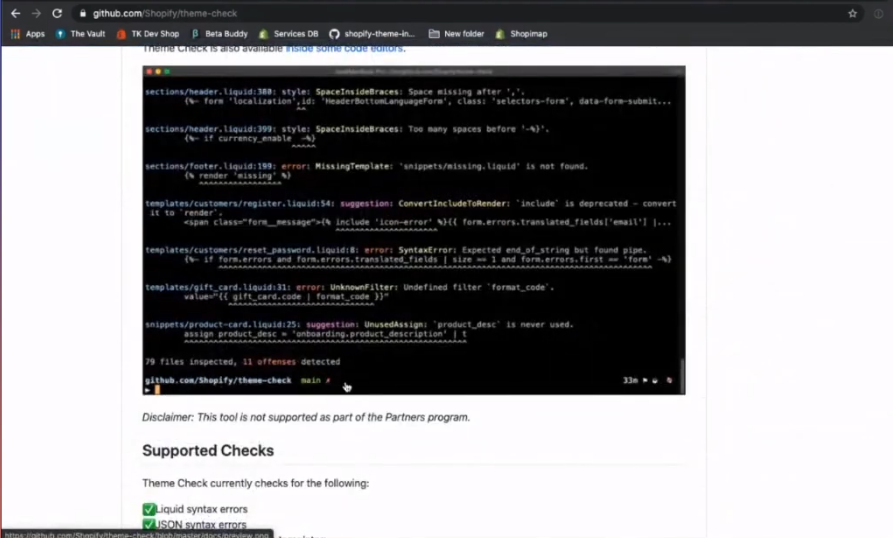 github.com/Shopify/theme-check
Apps The Vault TK Dev Shop Beta Buddy Services DB shopify-theme-in... New folder Shopimap
Theme Check is also available inside some code editors.
sections/header.liquid:380: style: SpaceInsideBraces: Space missing after ','.
{%- form 'localization',id: 'HeaderBottomLanguageForm', class: 'selectors-form', data-form-submit...
^^
sections/header.liquid:399: style: SpaceInsideBraces: Too many spaces before '-%}'.
{%- if currency_enable  -%}
^^^^^
sections/footer.liquid:199: error: MissingTemplate: 'snippets/missing.liquid' is not found.
{% render 'missing' %}
^^^^^^^^^^^^^^^^^
templates/customers/register.liquid:54: suggestion: ConvertIncludeToRender: `include` is deprecated - convert
it to `render`.
<span class="form__message">{% include 'icon-error' %}{{ form.errors.translated_fields['email'] |...
^^^^^^^^^^^^^^^^^^^^^
templates/customers/reset_password.liquid:8: error: SyntaxError: Expected end_of_string but found pipe.
{%- if form.errors and form.errors.translated_fields | size == 1 and form.errors.first == 'form' -%}
^^^^^^^^^^^^^^^^^^^^^^^^^^^^^^^^^^^^^^^^^^^^^^^^^^^^^^^^^^^^^^^^^^^^^^^^^^^^^^^^^^^^^^^
templates/gift_card.liquid:31: error: UnknownFilter: Undefined filter `format_code`.
value="{{ gift_card.code | format_code }}"
^^^^^^^^^^^^^^^^^^^^^^^^^^^^^
snippets/product-card.liquid:25: suggestion: UnusedAssign: `product_desc` is never used.
assign product_desc = 'onboarding.product_description' | t
^^^^^^^^^^^^^^^^^^^^^^^^^^^^^^^^^^^^^^^^^^^^^^^^^^^^^^^^^
79 files inspected, 11 offenses detected
github.com/Shopify/theme-check main ✗ 33m
Disclaimer: This tool is not supported as part of the Partners program.
Supported Checks
Theme Check currently checks for the following:
✅Liquid syntax errors
✅JSON syntax errors
https://github.com/Shopify/theme-check/blob/master/docs/preview.png